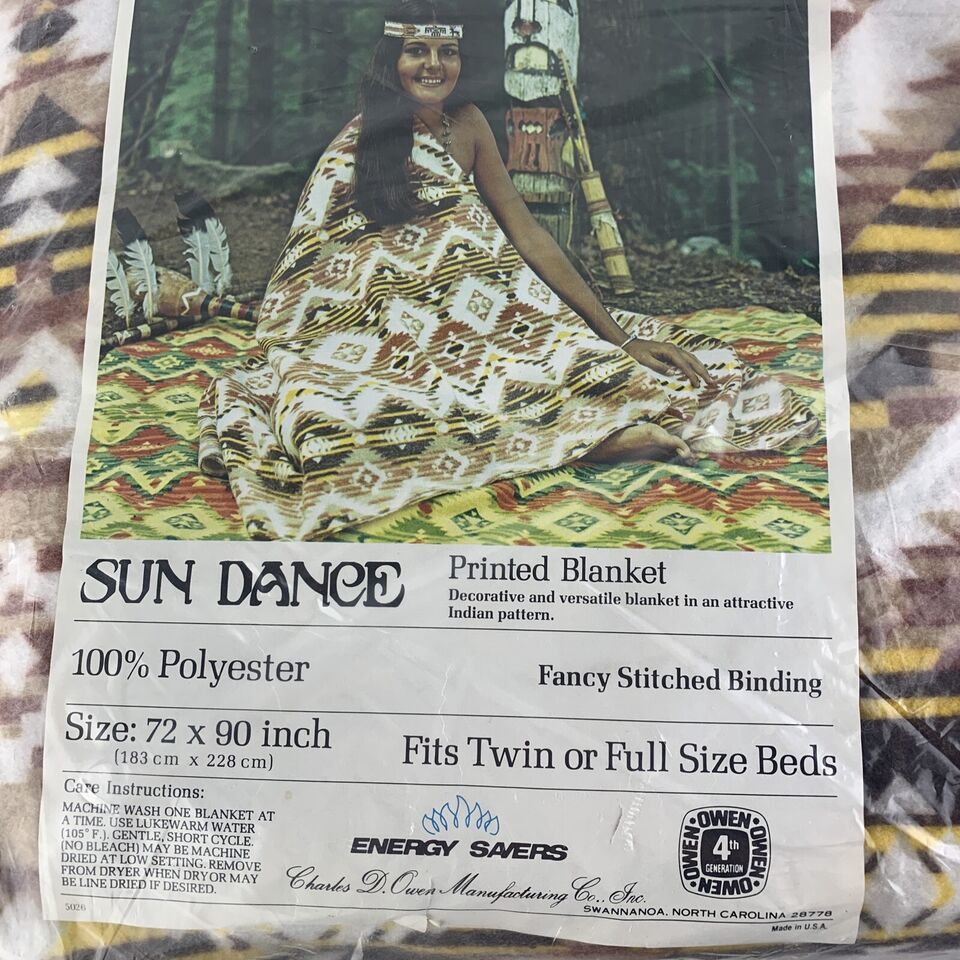 SUN DANCE
Printed Blanket
Decorative and versatile blanket in an attractive
Indian pattern.
100% Polyester
Fancy Stitched Binding
Size: 72 x 90 inch
(183 cm x 228 cm)
Fits Twin or Full Size Beds
Care Instructions:
MACHINE WASH ONE BLANKET AT
A TIME. USE LUKEWARM WATER
(105° F.). GENTLE, SHORT CYCLE.
(NO BLEACH) MAY BE MACHINE
DRIED AT LOW SETTING. REMOVE
FROM DRYER WHEN DRY OR MAY
BE LINE DRIED IF DESIRED.
5026
ENERGY SAVERS
Charles D. Owen Manufacturing Co., Inc.
SWANNANOA, NORTH CAROLINA 28778
Made in U.S.A.
OWEN • OWEN • OWEN • OWEN •
4th
GENERATION